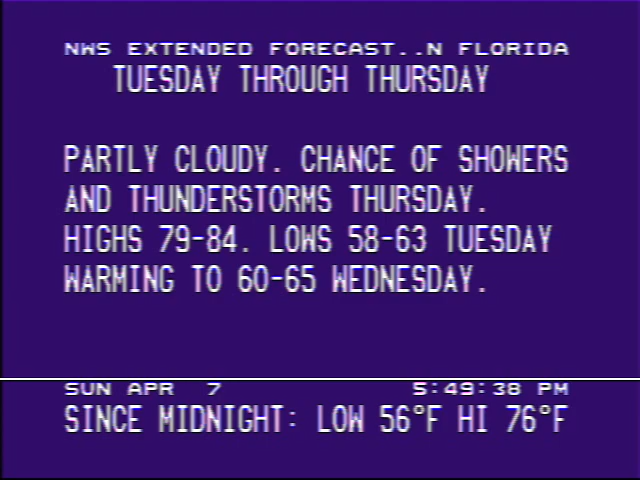 NWS EXTENDED FORECAST..N FLORIDA
TUESDAY THROUGH THURSDAY
PARTLY CLOUDY. CHANCE OF SHOWERS
AND THUNDERSTORMS THURSDAY.
HIGHS 79-84. LOWS 58-63 TUESDAY
WARMING TO 60-65 WEDNESDAY.
SUN APR 7 5:49:38 PM
SINCE MIDNIGHT: LOW 56°F HI 76°F